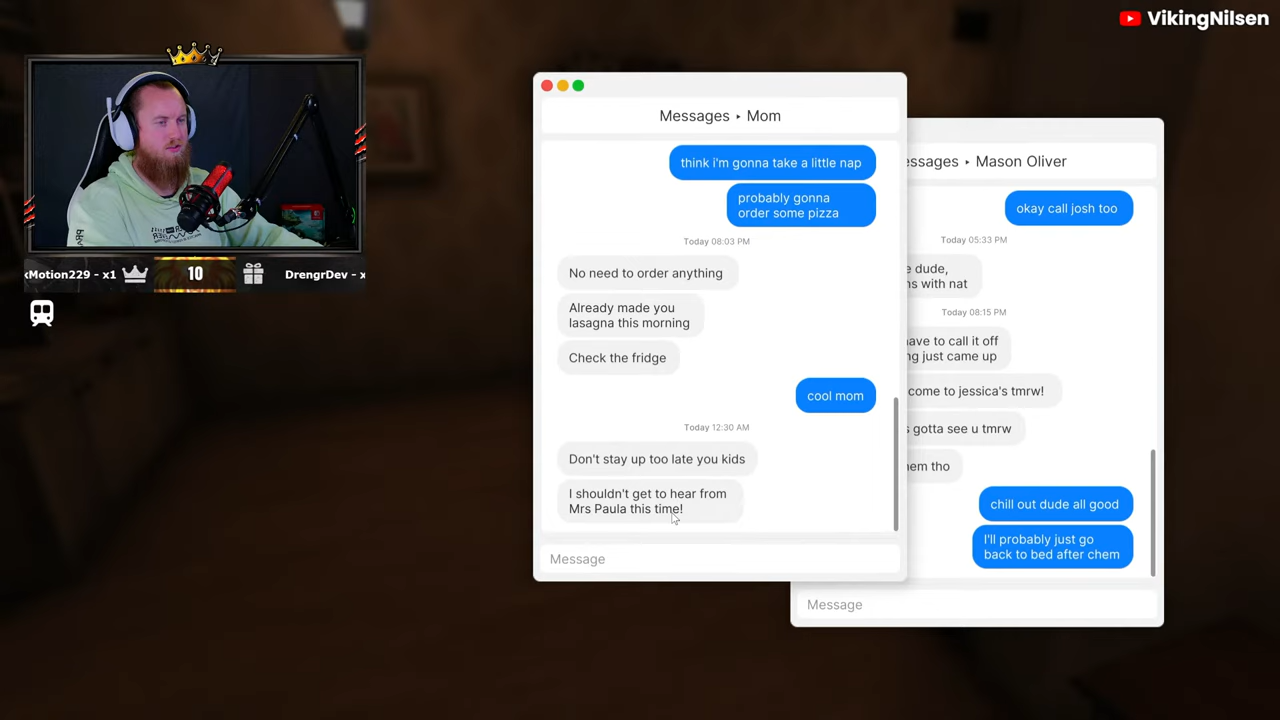 VikingNilsen
‹Motion229 - x1
10
DrengrDev - x
Messages ▸ Mom
think i'm gonna take a little nap
probably gonna
order some pizza
Today 08:03 PM
No need to order anything
Already made you
lasagna this morning
Check the fridge
cool mom
Today 12:30 AM
Don't stay up too late you kids
I shouldn't get to hear from
Mrs Paula this time!
Message
essages ▸ Mason Oliver
okay call josh too
Today 05:33 PM
e dude,
ns with nat
Today 08:15 PM
have to call it off
ng just came up
come to jessica's tmrw!
s gotta see u tmrw
hem tho
chill out dude all good
I'll probably just go
back to bed after chem
Message